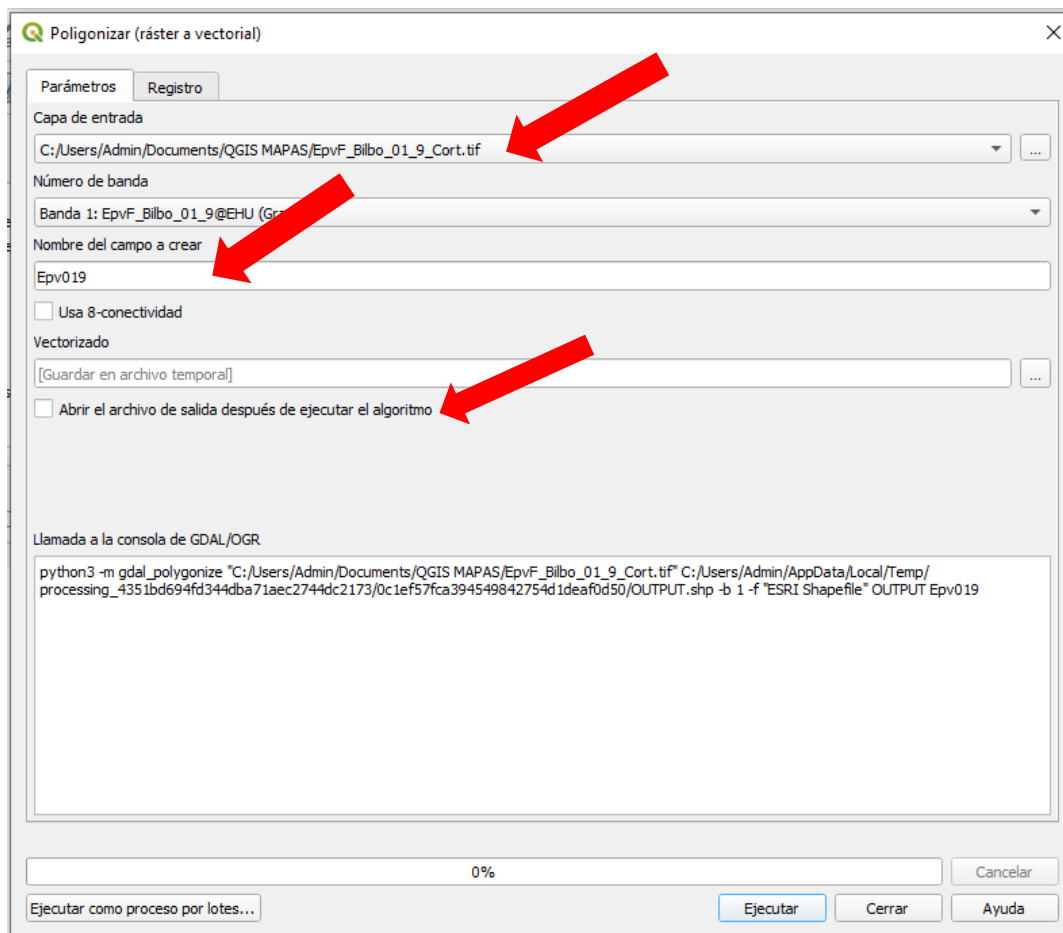 Poligonizar (ráster a vectorial)
Parámetros Registro
Capa de entrada
C:/Users/Admin/Documents/QGIS MAPAS/EpvF_Bilbo_01_9_Cort.tif
...
Número de banda
Banda 1: EpvF_Bilbo_01_9@EHU
Nombre del campo a crear
Epv019
Usa 8-conectividad
Vectorizado
[Guardar en archivo temporal]
...
Abrir el archivo de salida después de ejecutar el algoritmo
Llamada a la consola de GDAL/OGR
python3 -m gdal_polygonize "C:/Users/Admin/Documents/QGIS MAPAS/EpvF_Bilbo_01_9_Cort.tif" C:/Users/Admin/AppData/Local/Temp/
processing_4351bd694fd344dba71aec2744dc2173/0c1ef57fca394549842754d1deaf0d50/OUTPUT.shp -b 1 -f "ESRI Shapefile" OUTPUT Epv019
0%
Cancelar
Ejecutar como proceso por lotes...
Ejecutar Cerrar Ayuda